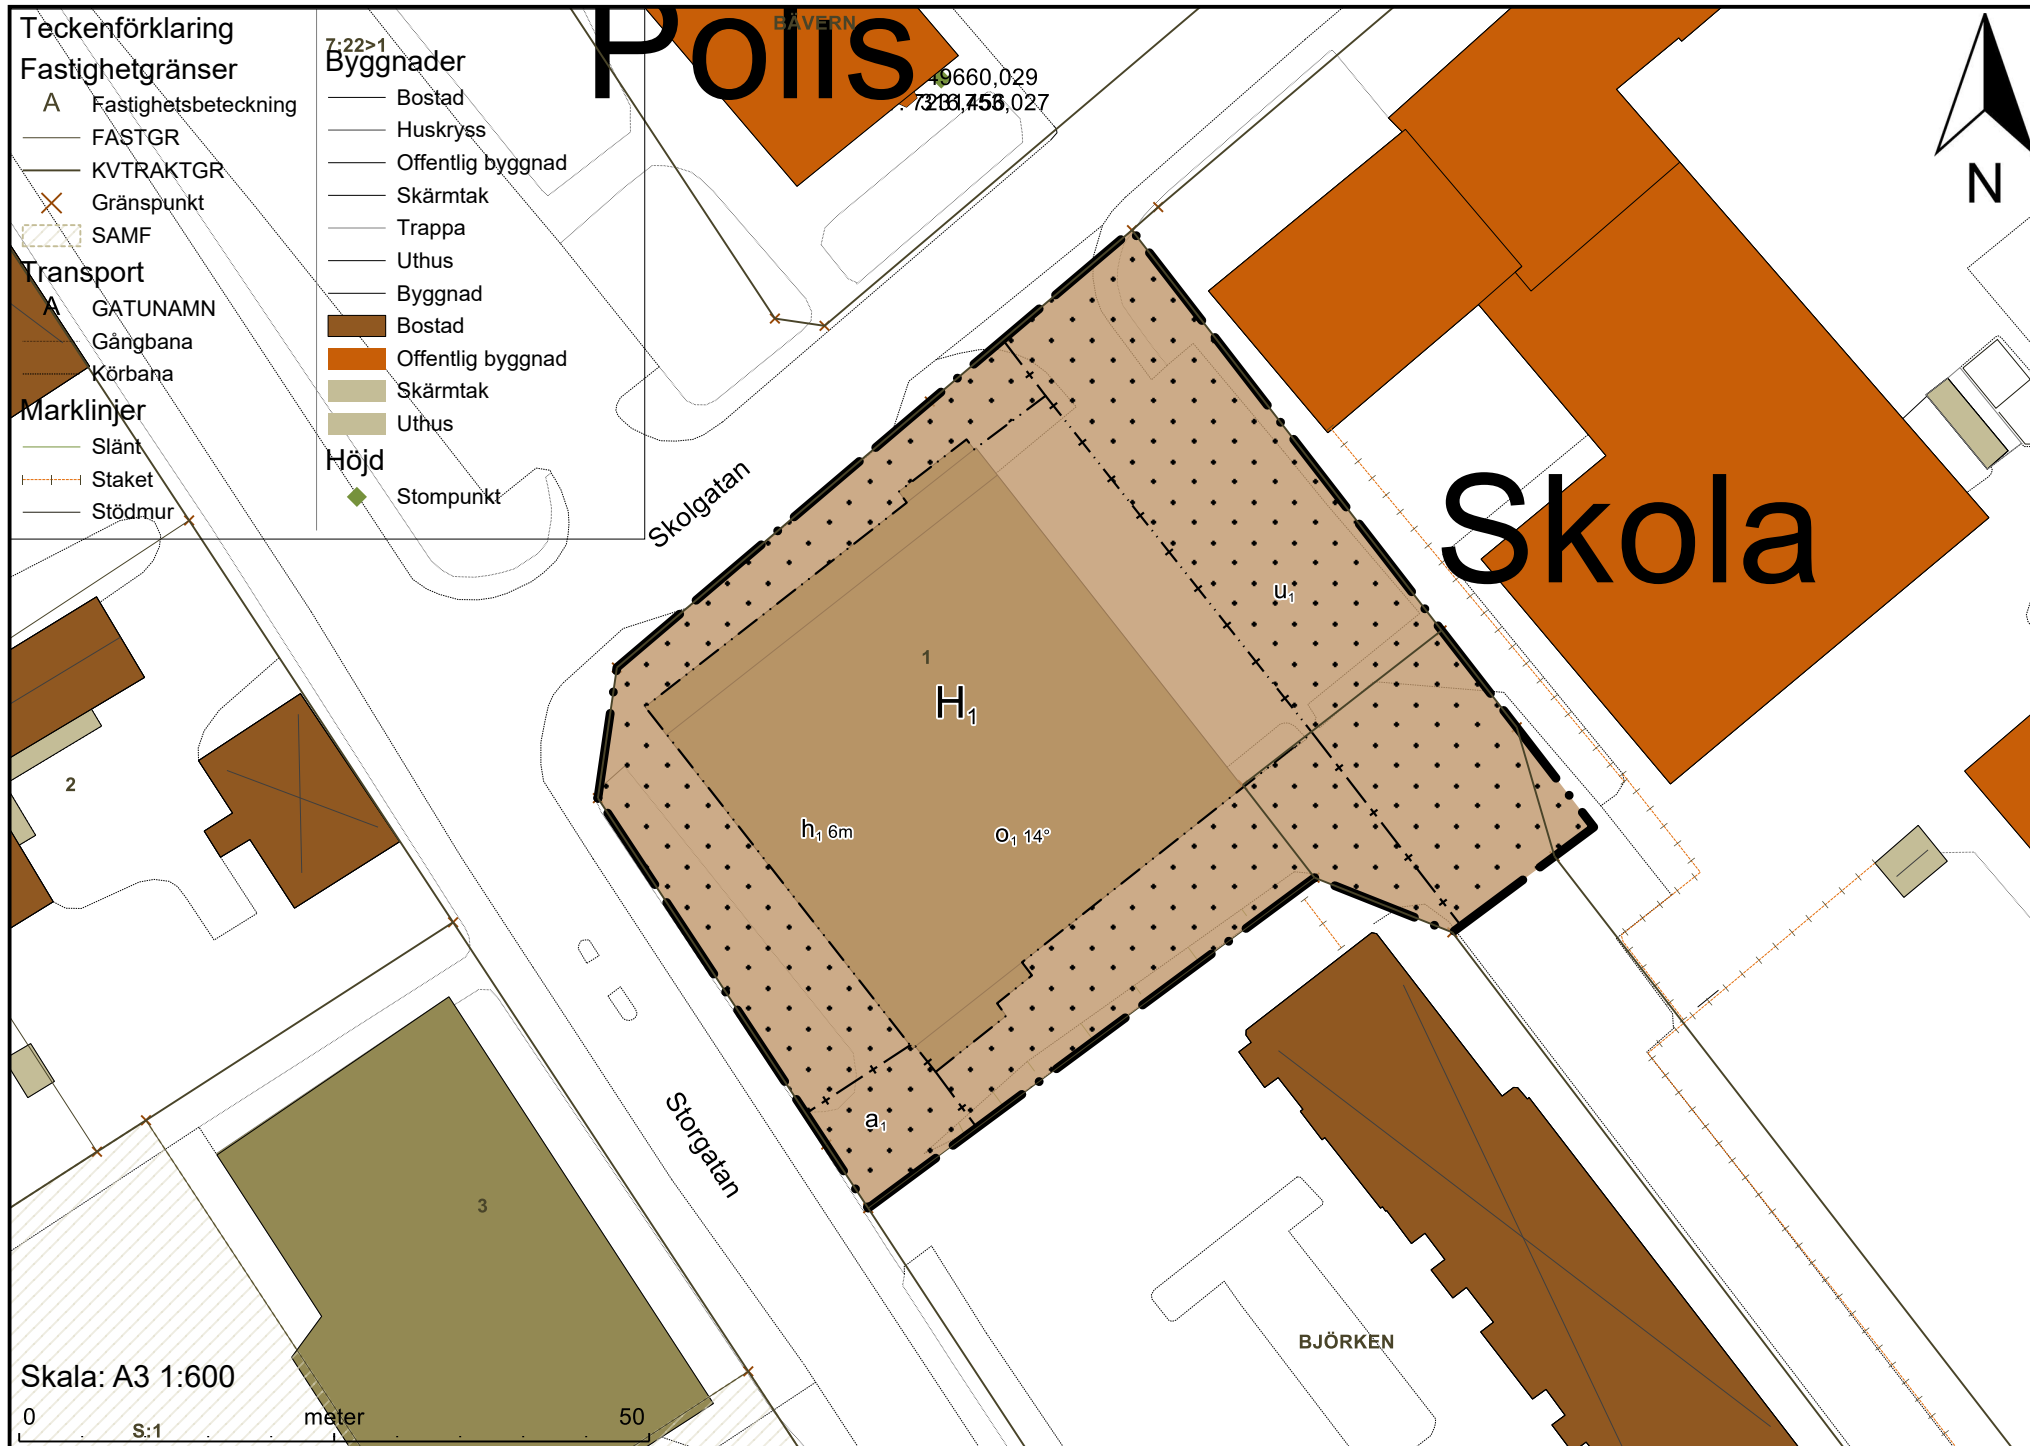 Teckenförklaring
Fastighetgränser
A Fastighetsbeteckning
FASTGR
KVTRAKTGR
Gränspunkt
SAMF
Transport
A GATUNAMN
Gångbana
Körbana
Marklinjer
Slänt
Staket
Stödmur
7:22>1
Byggnader
Bostad
Huskryss
Offentlig byggnad
Skärmtak
Trappa
Uthus
Byggnad
Bostad
Offentlig byggnad
Skärmtak
Uthus
Höjd
Stompunkt
Polis
BÄVERN
N
Skolgatan
Skola
u1
1
H1
h1 6m
o1 14°
2
a1
Storgatan
3
BJÖRKEN
Skala: A3 1:600
0 meter 50
S:1